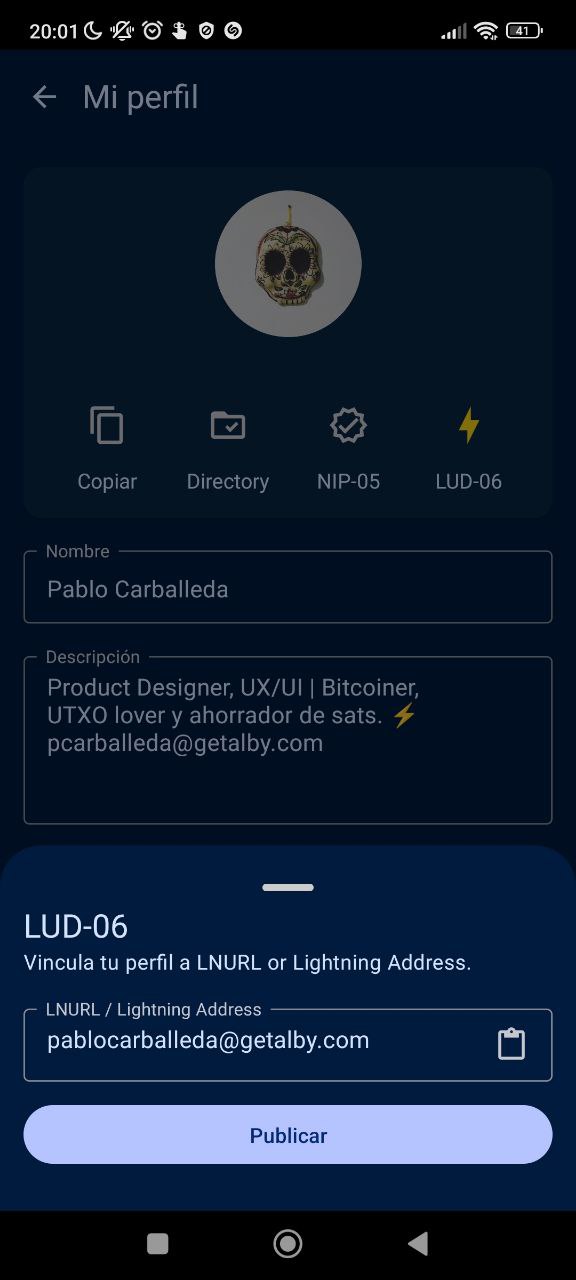 20:01
41
Mi perfil
Copiar
Directory
NIP-05
LUD-06
Nombre
Pablo Carballeda
Descripción
Product Designer, UX/UI | Bitcoiner,
UTXO lover y ahorrador de sats. ⚡
pcarballeda@getalby.com
LUD-06
Vincula tu perfil a LNURL or Lightning Address.
LNURL / Lightning Address
pablocarballeda@getalby.com
Publicar